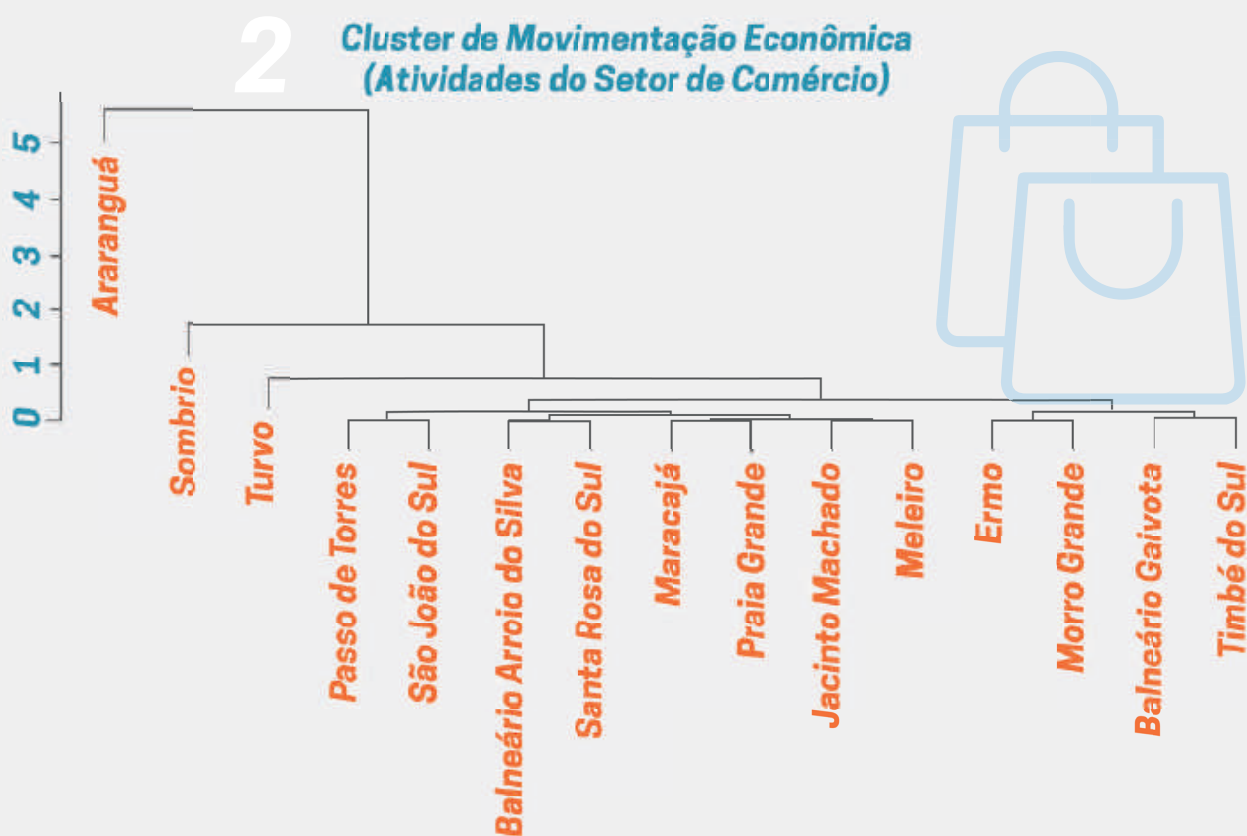 2
Cluster de Movimentação Econômica
(Atividades do Setor de Comércio)
5
4
3
2
1
0
Araranguá
Sombrio
Turvo
Passo de Torres
São João do Sul
Balneário Arroio do Silva
Santa Rosa do Sul
Maracajá
Praia Grande
Jacinto Machado
Meleiro
Ermo
Morro Grande
Balneário Gaivota
Timbé do Sul